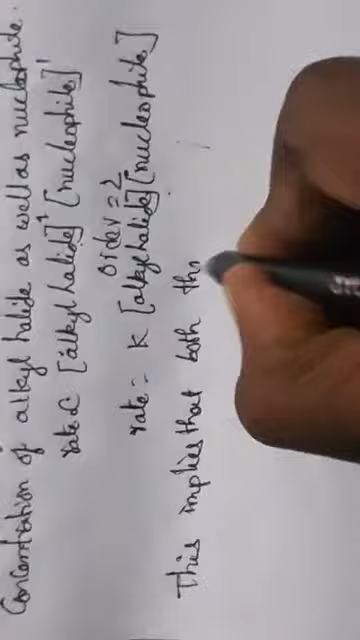 Concentration of alkyl halide as well as nucleophile.
rate ∝ [alkyl halide]¹ [nucleophile]¹
order = 2
rate = K [alkyl halide] [nucleophile]
This implies that both the